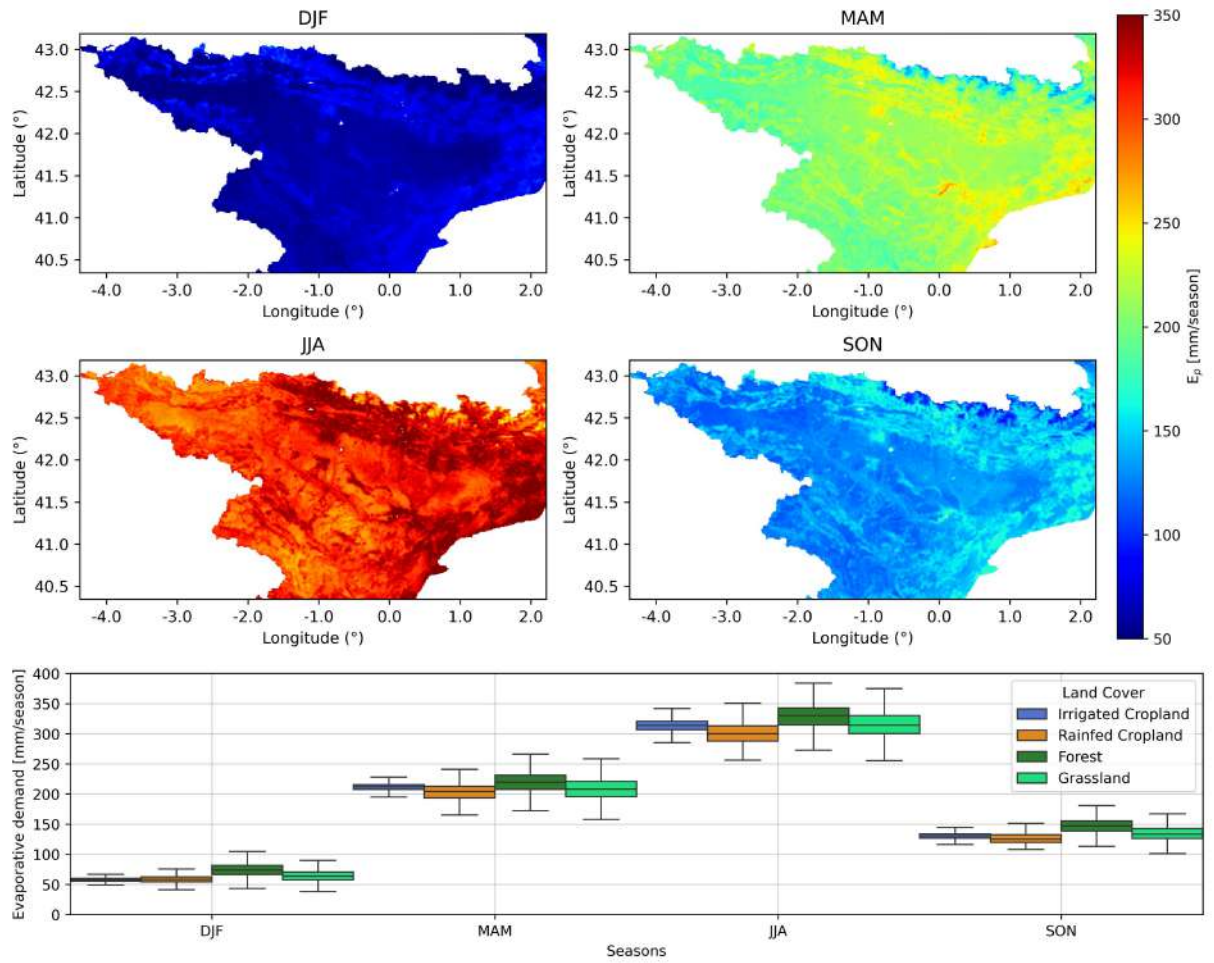 DJF
MAM
43.0
42.5
42.0
41.5
41.0
40.5
Latitude (°)
-4.0 -3.0 -2.0 -1.0 0.0 1.0 2.0
Longitude (°)
43.0
42.5
42.0
41.5
41.0
40.5
Latitude (°)
-4.0 -3.0 -2.0 -1.0 0.0 1.0 2.0
Longitude (°)
350
300
250
200
150
100
50
Ep [mm/season]
JJA
SON
43.0
42.5
42.0
41.5
41.0
40.5
Latitude (°)
-4.0 -3.0 -2.0 -1.0 0.0 1.0 2.0
Longitude (°)
43.0
42.5
42.0
41.5
41.0
40.5
Latitude (°)
-4.0 -3.0 -2.0 -1.0 0.0 1.0 2.0
Longitude (°)
Evaporative demand [mm/season]
400
350
300
250
200
150
100
50
0
Land Cover
Irrigated Cropland
Rainfed Cropland
Forest
Grassland
DJF MAM JJA SON
Seasons